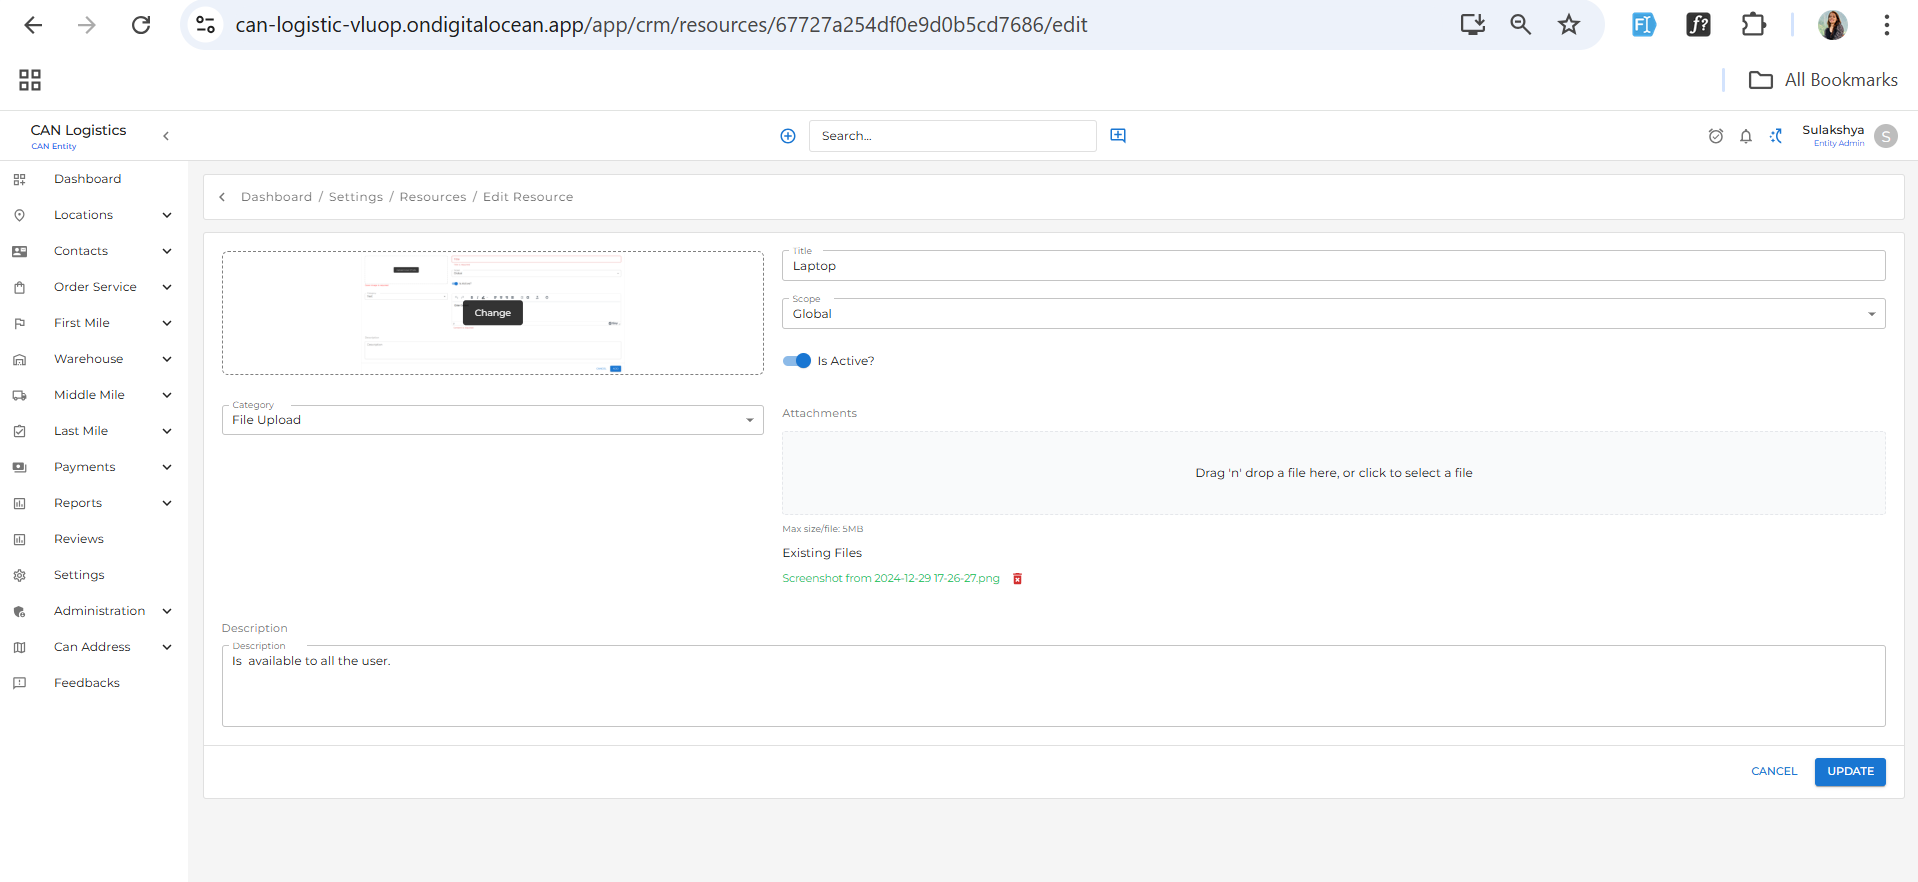 can-logistic-vluop.ondigitalocean.app/app/crm/resources/67727a254df0e9d0b5cd7686/edit
All Bookmarks
CAN Logistics
CAN Entity
Search...
Sulakshya
Entity Admin
S
Dashboard
Locations
Contacts
Order Service
First Mile
Warehouse
Middle Mile
Last Mile
Payments
Reports
Reviews
Settings
Administration
Can Address
Feedbacks
Dashboard / Settings / Resources / Edit Resource
Change
Category
File Upload
Title
Laptop
Scope
Global
Is Active?
Attachments
Drag 'n' drop a file here, or click to select a file
Max size/file: 5MB
Existing Files
Screenshot from 2024-12-29 17-26-27.png
Description
Description
Is  available to all the user.
CANCEL
UPDATE